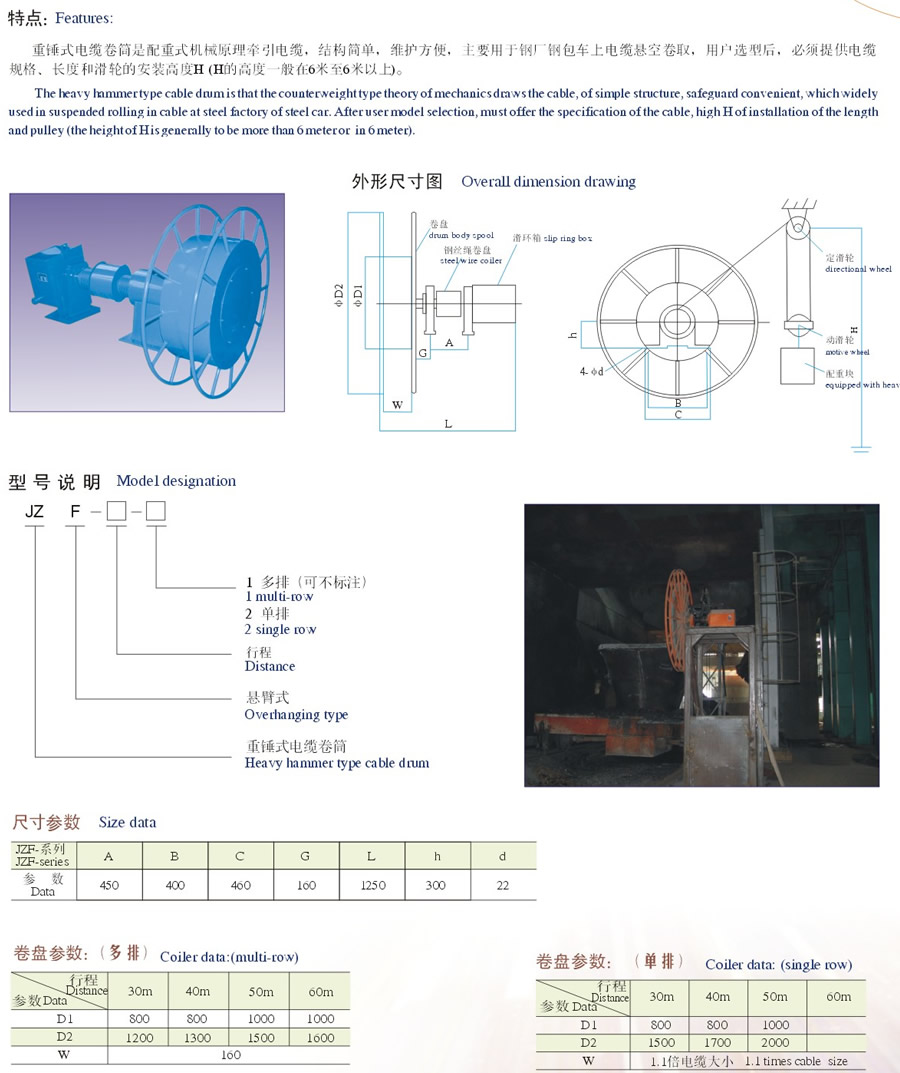 特点: Features:
重锤式电缆卷筒是配重式机械原理牵引电缆，结构简单，维护方便，主要用于钢厂钢包车上电缆悬空卷取，用户选型后，必须提供电缆
规格、长度和滑轮的安装高度H (H的高度一般在6米至6米以上)。
The heavy hammer type cable drum is that the counterweight type theory of mechanics draws the cable, of simple structure, safeguard convenient, which widely
used in suspended rolling in cable at steel factory of steel car. After user model selection, must offer the specification of the cable, high H of installation of the length
and pulley (the height of H is generally to be more than 6 meter or in 6 meter).
外形尺寸图 Overall dimension drawing
卷盘
drum body spool
钢丝绳卷盘
steel wire coiler
滑环箱 slip ring box
ΦD2
ΦD1
G
A
W
L
h
4-Φd
B
C
定滑轮
directional wheel
H
动滑轮
motive wheel
配重块
equipped with heav
型号说明 Model designation
JZ F - □ - □
1 多排（可不标注）
1 multi-row
2 单排
2 single row
行程
Distance
悬臂式
Overhanging type
重锤式电缆卷筒
Heavy hammer type cable drum
尺寸参数 Size data
JZF-系列
JZF-series A B C G L h d
参 数
Data 450 400 460 160 1250 300 22
卷盘参数:（多排） Coiler data:(multi-row)
行程
Distance
参数Data 30m 40m 50m 60m
D1 800 800 1000 1000
D2 1200 1300 1500 1600
W 160
卷盘参数: （单排） Coiler data: (single row)
行程
Distance
参数Data 30m 40m 50m 60m
D1 800 800 1000
D2 1500 1700 2000
W 1.1倍电缆大小 1.1 times cable size